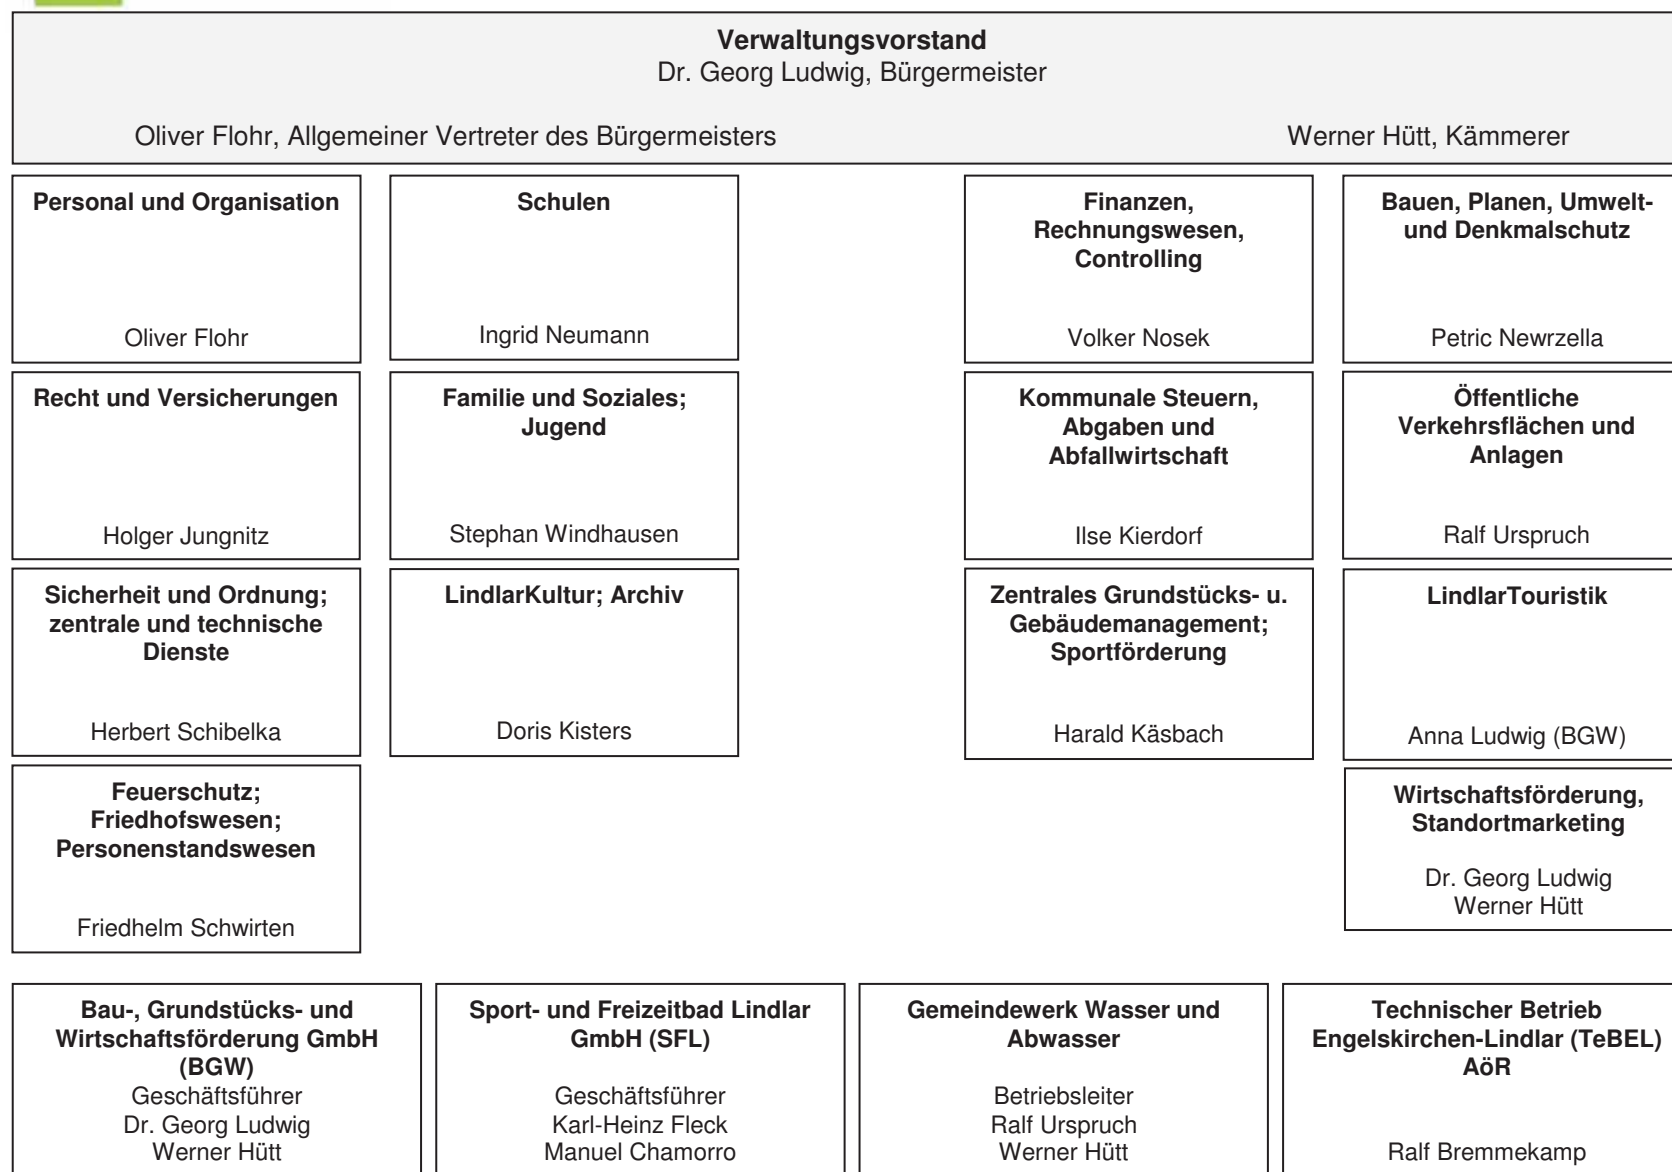 Verwaltungsvorstand
Dr. Georg Ludwig, Bürgermeister
Oliver Flohr, Allgemeiner Vertreter des Bürgermeisters
Werner Hütt, Kämmerer
Personal und Organisation
Oliver Flohr
Schulen
Ingrid Neumann
Finanzen,
Rechnungswesen,
Controlling
Volker Nosek
Bauen, Planen, Umwelt-
und Denkmalschutz
Petric Newrzella
Recht und Versicherungen
Holger Jungnitz
Familie und Soziales;
Jugend
Stephan Windhausen
Kommunale Steuern,
Abgaben und
Abfallwirtschaft
Ilse Kierdorf
Öffentliche
Verkehrsflächen und
Anlagen
Ralf Urspruch
Sicherheit und Ordnung;
zentrale und technische
Dienste
Herbert Schibelka
LindlarKultur; Archiv
Doris Kisters
Zentrales Grundstücks- u.
Gebäudemanagement;
Sportförderung
Harald Käsbach
LindlarTouristik
Anna Ludwig (BGW)
Feuerschutz;
Friedhofswesen;
Personenstandswesen
Friedhelm Schwirten
Wirtschaftsförderung,
Standortmarketing
Dr. Georg Ludwig
Werner Hütt
Bau-, Grundstücks- und
Wirtschaftsförderung GmbH
(BGW)
Geschäftsführer
Dr. Georg Ludwig
Werner Hütt
Sport- und Freizeitbad Lindlar
GmbH (SFL)
Geschäftsführer
Karl-Heinz Fleck
Manuel Chamorro
Gemeindewerk Wasser und
Abwasser
Betriebsleiter
Ralf Urspruch
Werner Hütt
Technischer Betrieb
Engelskirchen-Lindlar (TeBEL)
AöR
Ralf Bremmekamp